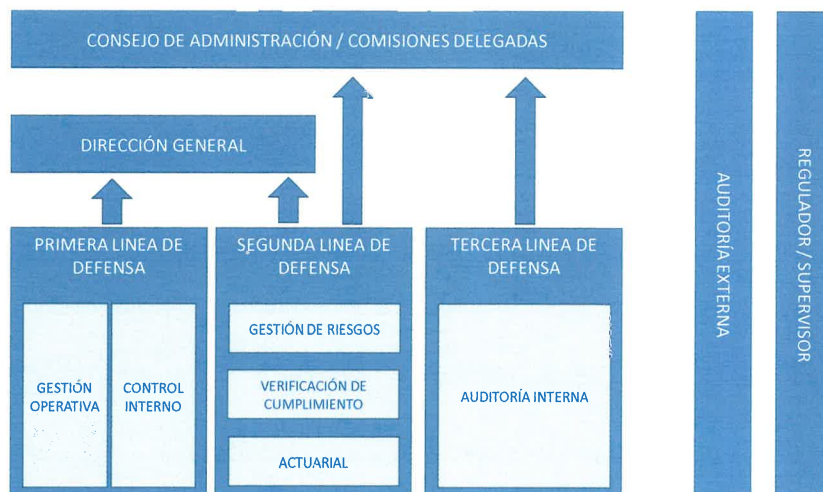 CONSEJO DE ADMINISTRACIÓN / COMISIONES DELEGADAS
DIRECCIÓN GENERAL
PRIMERA LINEA DE
DEFENSA
GESTIÓN
OPERATIVA
CONTROL
INTERNO
SEGUNDA LINEA DE
DEFENSA
GESTIÓN DE RIESGOS
VERIFICACIÓN DE
CUMPLIMIENTO
ACTUARIAL
TERCERA LINEA DE
DEFENSA
AUDITORÍA INTERNA
AUDITORÍA EXTERNA
REGULADOR / SUPERVISOR